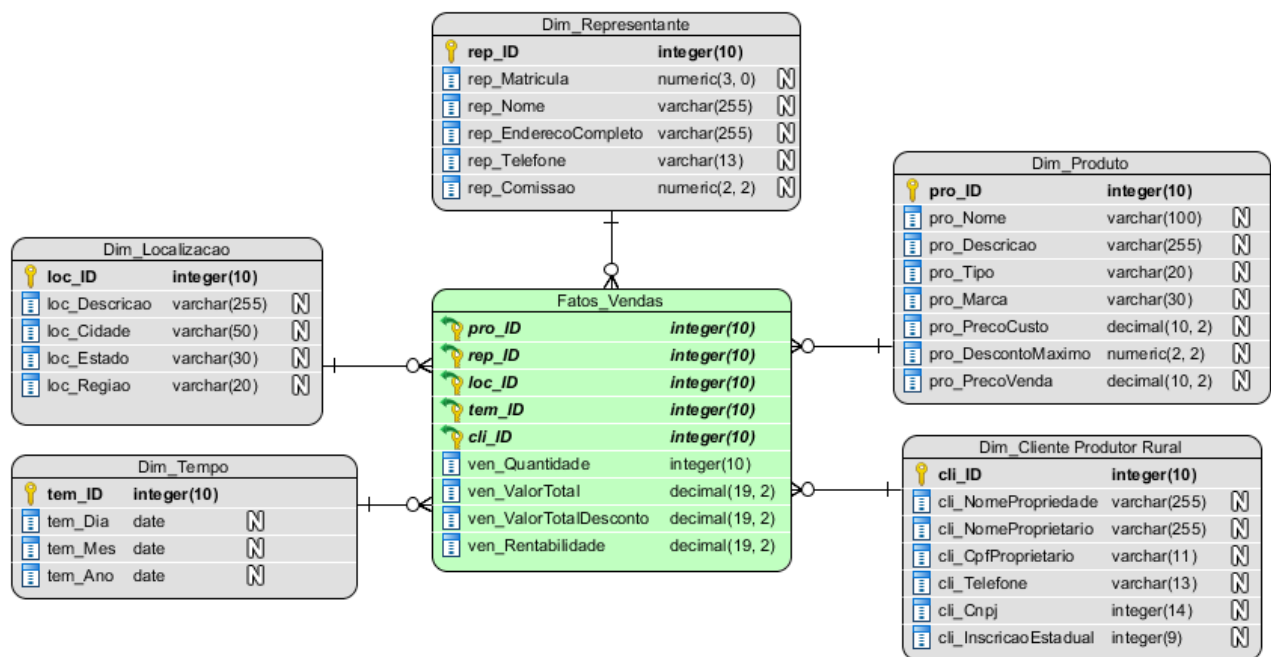 Dim_Representante
rep_ID integer(10)
rep_Matricula numeric(3, 0) N
rep_Nome varchar(255) N
rep_EnderecoCompleto varchar(255) N
rep_Telefone varchar(13) N
rep_Comissao numeric(2, 2) N
Dim_Localizacao
loc_ID integer(10)
loc_Descricao varchar(255) N
loc_Cidade varchar(50) N
loc_Estado varchar(30) N
loc_Regiao varchar(20) N
Dim_Tempo
tem_ID integer(10)
tem_Dia date N
tem_Mes date N
tem_Ano date N
Fatos_Vendas
pro_ID integer(10)
rep_ID integer(10)
loc_ID integer(10)
tem_ID integer(10)
cli_ID integer(10)
ven_Quantidade integer(10)
ven_ValorTotal decimal(19, 2)
ven_ValorTotalDesconto decimal(19, 2)
ven_Rentabilidade decimal(19, 2)
Dim_Produto
pro_ID integer(10)
pro_Nome varchar(100) N
pro_Descricao varchar(255) N
pro_Tipo varchar(20) N
pro_Marca varchar(30) N
pro_PrecoCusto decimal(10, 2) N
pro_DescontoMaximo numeric(2, 2) N
pro_PrecoVenda decimal(10, 2) N
Dim_Cliente Produtor Rural
cli_ID integer(10)
cli_NomePropriedade varchar(255) N
cli_NomeProprietario varchar(255) N
cli_CpfProprietario varchar(11) N
cli_Telefone varchar(13) N
cli_Cnpj integer(14) N
cli_InscricaoEstadual integer(9) N